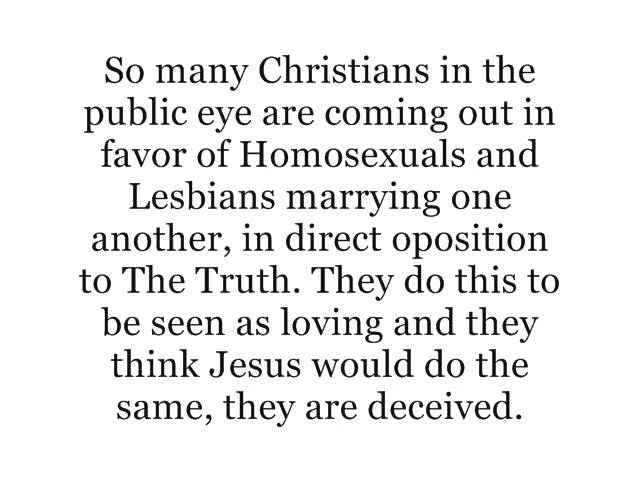 So many Christians in the
public eye are coming out in
favor of Homosexuals and
Lesbians marrying one
another, in direct oposition
to The Truth. They do this to
be seen as loving and they
think Jesus would do the
same, they are deceived.